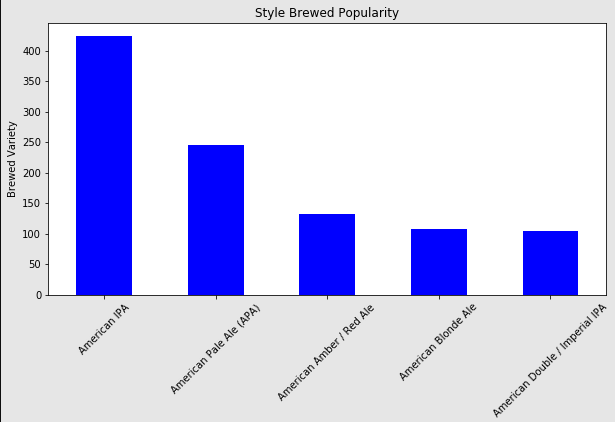 Style Brewed Popularity
Brewed Variety
400
350
300
250
200
150
100
50
0
American IPA
American Pale Ale (APA)
American Amber / Red Ale
American Blonde Ale
American Double / Imperial IPA